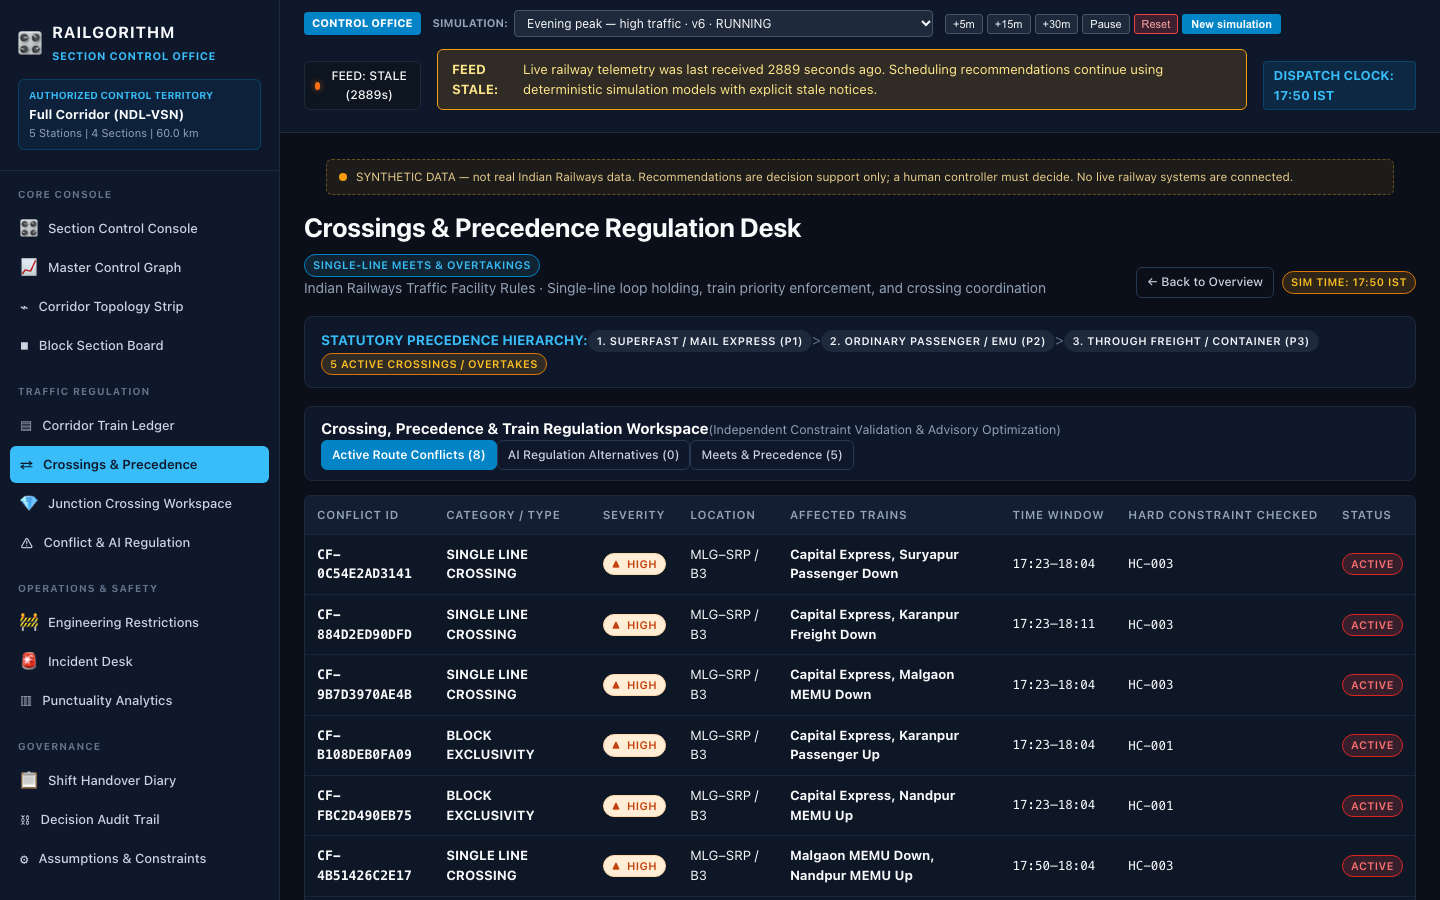 RAILGORITHM
SECTION CONTROL OFFICE
AUTHORIZED CONTROL TERRITORY
Full Corridor (NDL-VSN)
5 Stations | 4 Sections | 60.0 km
CORE CONSOLE
Section Control Console
Master Control Graph
Corridor Topology Strip
Block Section Board
TRAFFIC REGULATION
Corridor Train Ledger
Crossings & Precedence
Junction Crossing Workspace
Conflict & AI Regulation
OPERATIONS & SAFETY
Engineering Restrictions
Incident Desk
Punctuality Analytics
GOVERNANCE
Shift Handover Diary
Decision Audit Trail
Assumptions & Constraints
CONTROL OFFICE SIMULATION: Evening peak — high traffic · v6 · RUNNING +5m +15m +30m Pause Reset New simulation
FEED: STALE
(2889s)
FEED
STALE:
Live railway telemetry was last received 2889 seconds ago. Scheduling recommendations continue using
deterministic simulation models with explicit stale notices.
DISPATCH CLOCK:
17:50 IST
SYNTHETIC DATA — not real Indian Railways data. Recommendations are decision support only; a human controller must decide. No live railway systems are connected.
Crossings & Precedence Regulation Desk
SINGLE-LINE MEETS & OVERTAKINGS
Indian Railways Traffic Facility Rules · Single-line loop holding, train priority enforcement, and crossing coordination
← Back to Overview
SIM TIME: 17:50 IST
STATUTORY PRECEDENCE HIERARCHY: 1. SUPERFAST / MAIL EXPRESS (P1) > 2. ORDINARY PASSENGER / EMU (P2) > 3. THROUGH FREIGHT / CONTAINER (P3)
5 ACTIVE CROSSINGS / OVERTAKES
Crossing, Precedence & Train Regulation Workspace (Independent Constraint Validation & Advisory Optimization)
Active Route Conflicts (8) AI Regulation Alternatives (0) Meets & Precedence (5)
CONFLICT ID CATEGORY / TYPE SEVERITY LOCATION AFFECTED TRAINS TIME WINDOW HARD CONSTRAINT CHECKED STATUS
CF-
0C54E2AD3141
SINGLE LINE
CROSSING
▲ HIGH
MLG–SRP /
B3
Capital Express, Suryapur
Passenger Down
17:23–18:04
HC-003
ACTIVE
CF-
884D2ED90DFD
SINGLE LINE
CROSSING
▲ HIGH
MLG–SRP /
B3
Capital Express, Karanpur
Freight Down
17:23–18:11
HC-003
ACTIVE
CF-
9B7D3970AE4B
SINGLE LINE
CROSSING
▲ HIGH
MLG–SRP /
B3
Capital Express, Malgaon
MEMU Down
17:23–18:04
HC-003
ACTIVE
CF-
B108DEB0FA09
BLOCK
EXCLUSIVITY
▲ HIGH
MLG–SRP /
B3
Capital Express, Karanpur
Passenger Up
17:23–18:04
HC-001
ACTIVE
CF-
FBC2D490EB75
BLOCK
EXCLUSIVITY
▲ HIGH
MLG–SRP /
B3
Capital Express, Nandpur
MEMU Up
17:23–18:04
HC-001
ACTIVE
CF-
4B51426C2E17
SINGLE LINE
CROSSING
▲ HIGH
MLG–SRP /
B3
Malgaon MEMU Down,
Nandpur MEMU Up
17:50–18:04
HC-003
ACTIVE